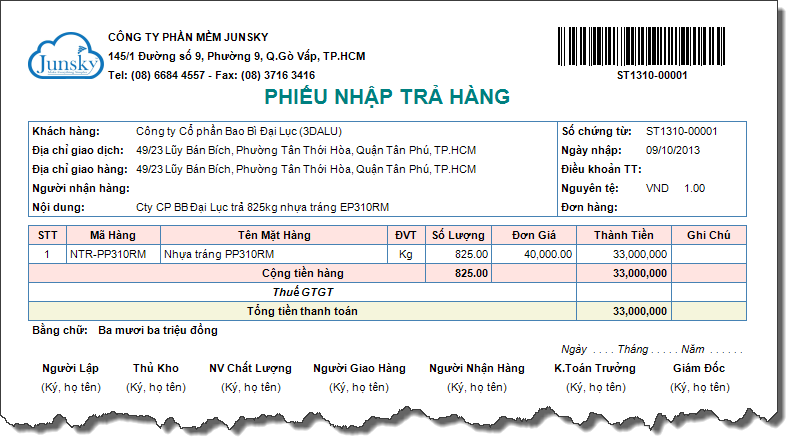 Junsky
CÔNG TY PHẦN MỀM JUNSKY
145/1 Đường số 9, Phường 9, Q.Gò Vấp, TP.HCM
Tel: (08) 6684 4557 - Fax: (08) 3716 3416
ST1310-00001
PHIẾU NHẬP TRẢ HÀNG
Khách hàng: Công ty Cổ phần Bao Bì Đại Lục (3DALU) Số chứng từ: ST1310-00001
Địa chỉ giao dịch: 49/23 Lũy Bán Bích, Phường Tân Thới Hòa, Quận Tân Phú, TP.HCM Ngày nhập: 09/10/2013
Địa chỉ giao hàng: 49/23 Lũy Bán Bích, Phường Tân Thới Hòa, Quận Tân Phú, TP.HCM Điều khoản TT:
Người nhận hàng: Nguyên tệ: VND 1.00
Nội dung: Cty CP BB Đại Lục trả 825kg nhựa tráng EP310RM Đơn hàng:
STT Mã Hàng Tên Mặt Hàng ĐVT Số Lượng Đơn Giá Thành Tiền Ghi Chú
1 NTR-PP310RM Nhựa tráng PP310RM Kg 825.00 40,000.00 33,000,000
Cộng tiền hàng 825.00 33,000,000
Thuế GTGT
Tổng tiền thanh toán 33,000,000
Bằng chữ: Ba mươi ba triệu đồng
Ngày .... Tháng ..... Năm ......
Người Lập Thủ Kho NV Chất Lượng Người Giao Hàng Người Nhận Hàng K.Toán Trưởng Giám Đốc
(Ký, họ tên) (Ký, họ tên) (Ký, họ tên) (Ký, họ tên) (Ký, họ tên) (Ký, họ tên) (Ký, họ tên)